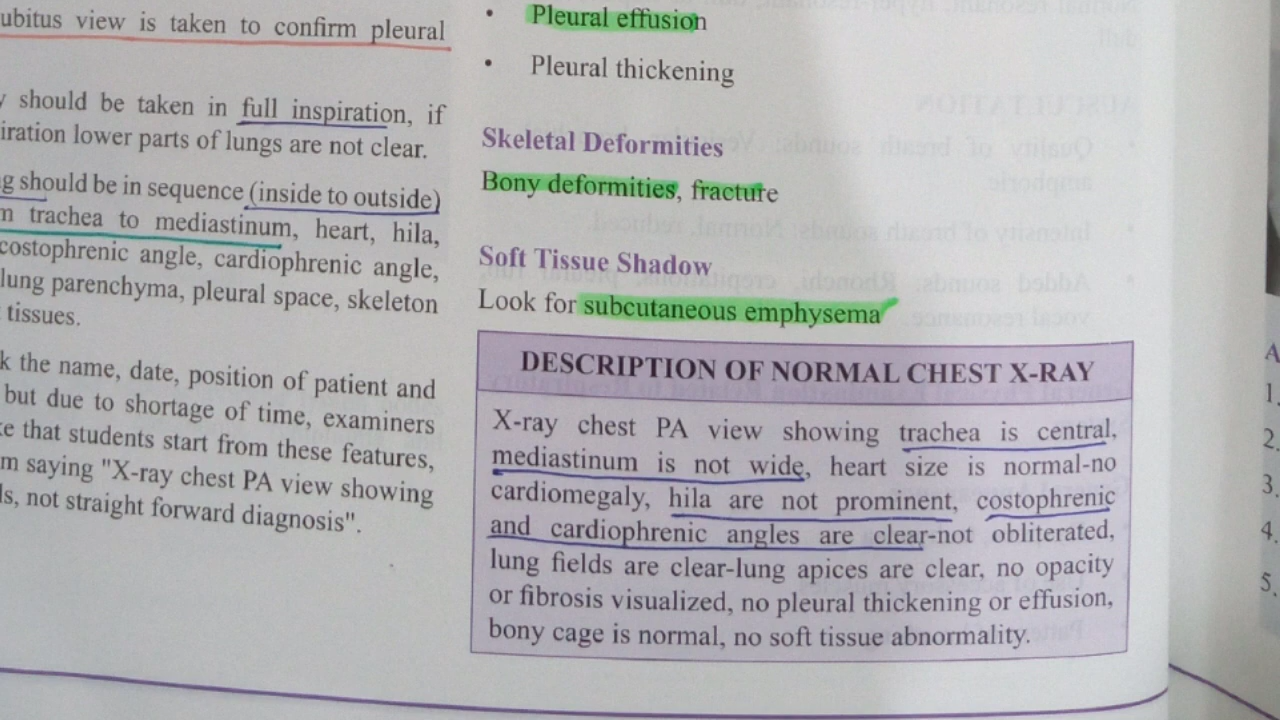 ubitus view is taken to confirm pleural
y should be taken in full inspiration, if
iration lower parts of lungs are not clear.
g should be in sequence (inside to outside)
m trachea to mediastinum, heart, hila,
costophrenic angle, cardiophrenic angle,
lung parenchyma, pleural space, skeleton
tissues.
k the name, date, position of patient and
but due to shortage of time, examiners
ke that students start from these features,
m saying "X-ray chest PA view showing
ls, not straight forward diagnosis".
• Pleural effusion
• Pleural thickening
Skeletal Deformities
Bony deformities, fracture
Soft Tissue Shadow
Look for subcutaneous emphysema
DESCRIPTION OF NORMAL CHEST X-RAY
X-ray chest PA view showing trachea is central,
mediastinum is not wide, heart size is normal-no
cardiomegaly, hila are not prominent, costophrenic
and cardiophrenic angles are clear-not obliterated,
lung fields are clear-lung apices are clear, no opacity
or fibrosis visualized, no pleural thickening or effusion,
bony cage is normal, no soft tissue abnormality.
A
1.
2.
3.
4.
5.